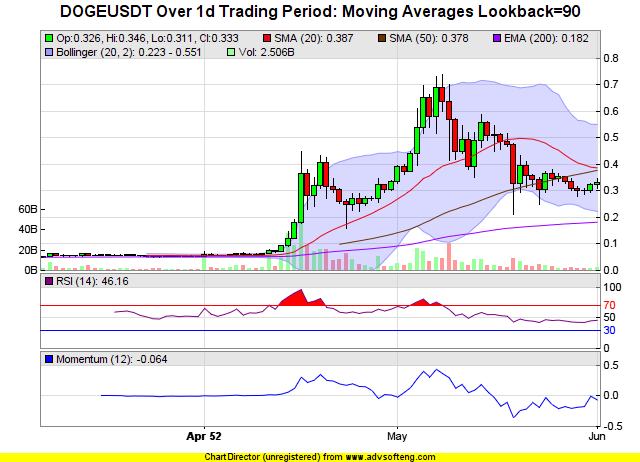 DOGEUSDT Over 1d Trading Period: Moving Averages Lookback=90
Op:0.326, Hi:0.346, Lo:0.311, Cl:0.333 SMA (20): 0.387 SMA (50): 0.378 EMA (200): 0.182
Bollinger (20, 2): 0.223 - 0.551 Vol: 2.506B
0.8
0.7
0.6
0.5
0.4
0.3
0.2
0.1
0.0
60B
40B
20B
0B
RSI (14): 46.16
100
70
50
30
0
Momentum (12): -0.064
0.5
0.0
-0.5
Apr 52 May Jun
ChartDirector (unregistered) from www.advsofteng.com